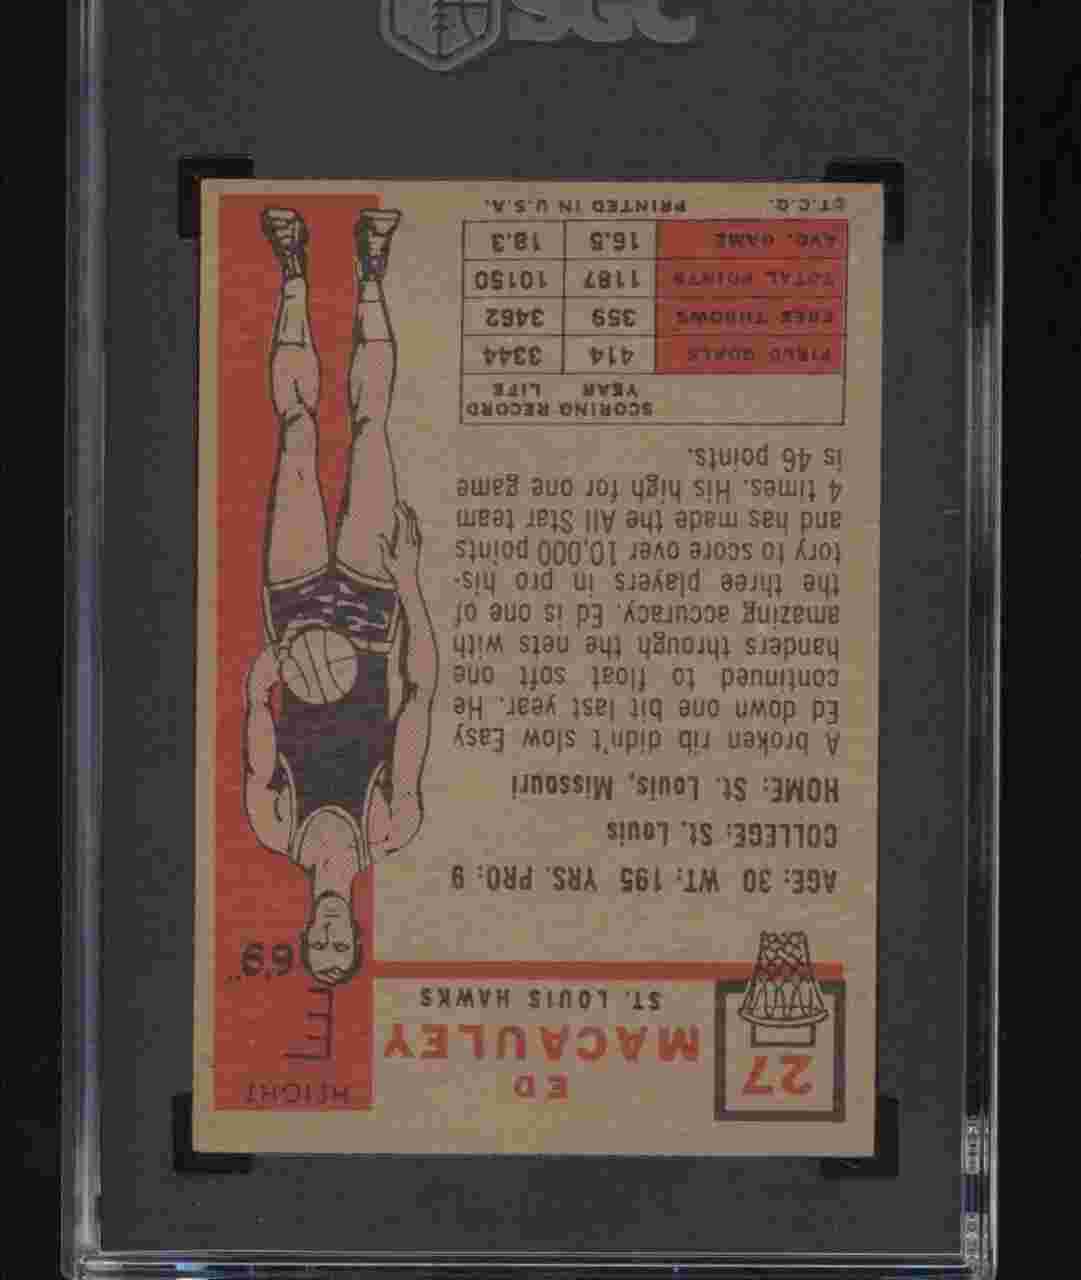 27
ED
MACAULEY
ST. LOUIS HAWKS
HEIGHT
6'9"
AGE: 30 WT: 195 YRS. PRO: 9
COLLEGE: St. Louis
HOME: St. Louis, Missouri
A broken rib didn't slow Easy
Ed down one bit last year. He
continued to float soft one
handers through the nets with
amazing accuracy. Ed is one of
the three players in pro his-
tory to score over 10,000 points
and has made the All Star team
4 times. His high for one game
is 46 points.
SCORING RECORD
YEAR LIFE
FIELD GOALS 414 3344
FREE THROWS 359 3462
TOTAL POINTS 1187 10150
AVG. GAME 16.5 18.3
©T.C.G. PRINTED IN U.S.A.
SGC